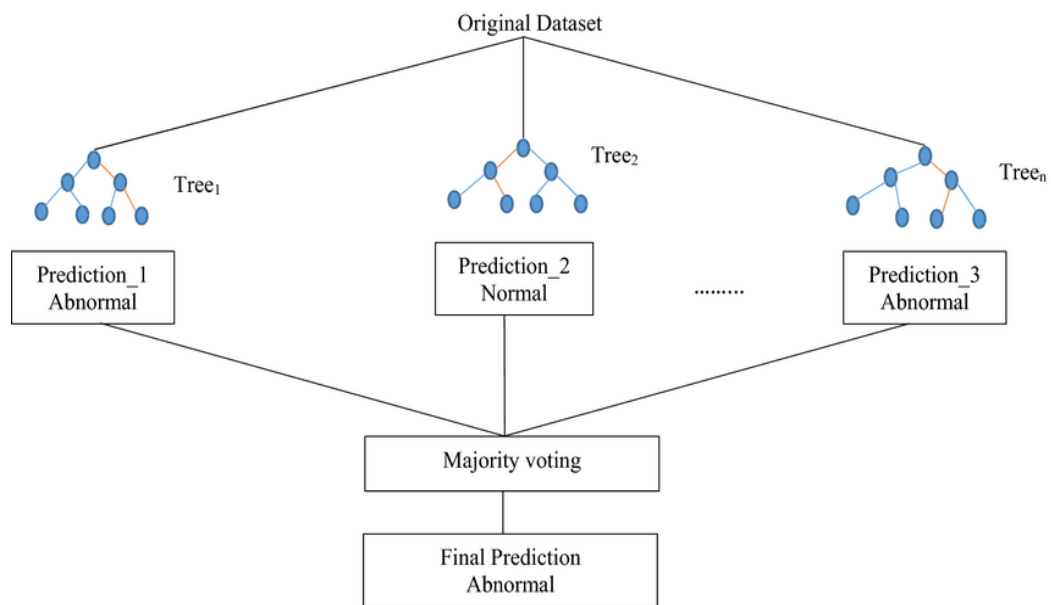 Original Dataset
Tree₁
Tree₂
Treeₙ
Prediction_1
Abnormal
Prediction_2
Normal
.........
Prediction_3
Abnormal
Majority voting
Final Prediction
Abnormal